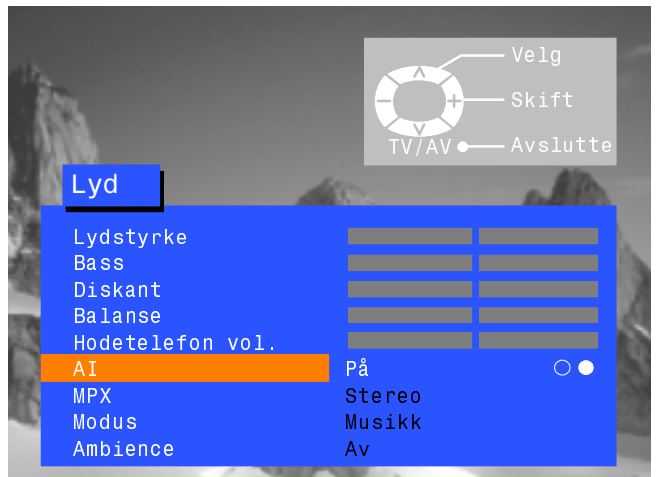 Velg
Skift
TV/AV Avslutte
Lyd
Lydstyrke
Bass
Diskant
Balanse
Hodetelefon vol.
AI På
MPX Stereo
Modus Musikk
Ambience Av